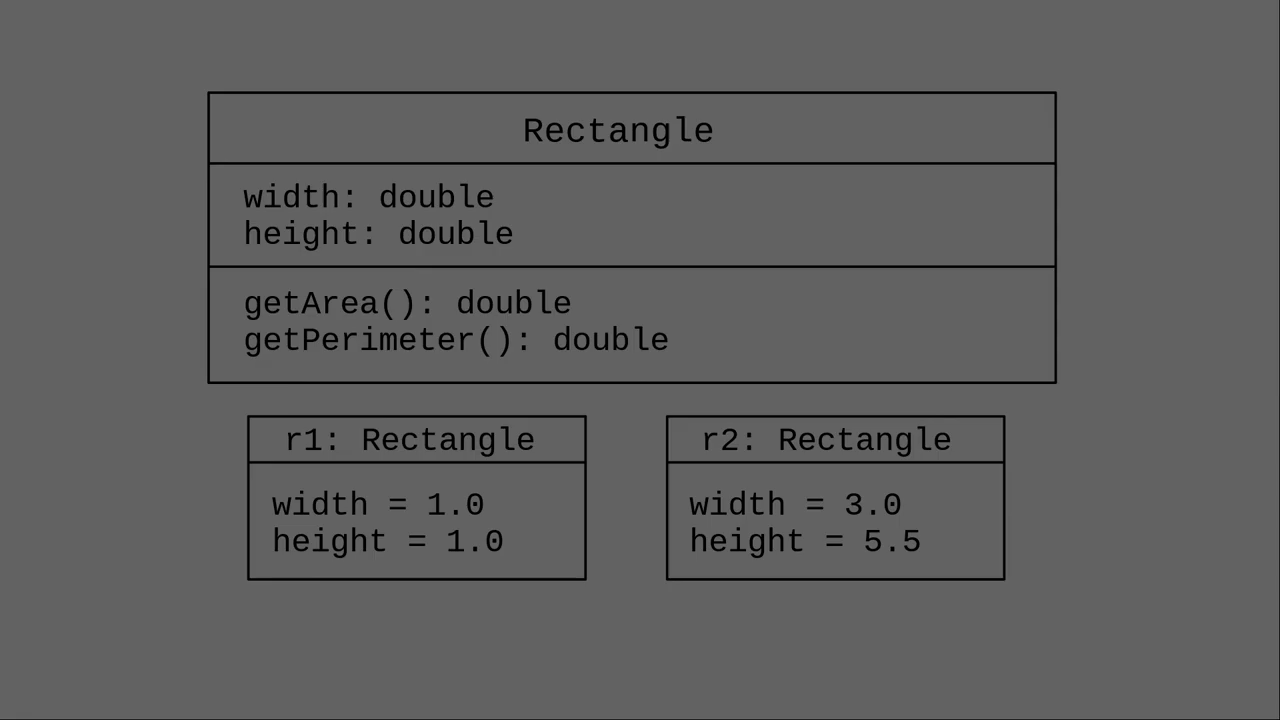 Rectangle
width: double
height: double
getArea(): double
getPerimeter(): double
r1: Rectangle
width = 1.0
height = 1.0
r2: Rectangle
width = 3.0
height = 5.5